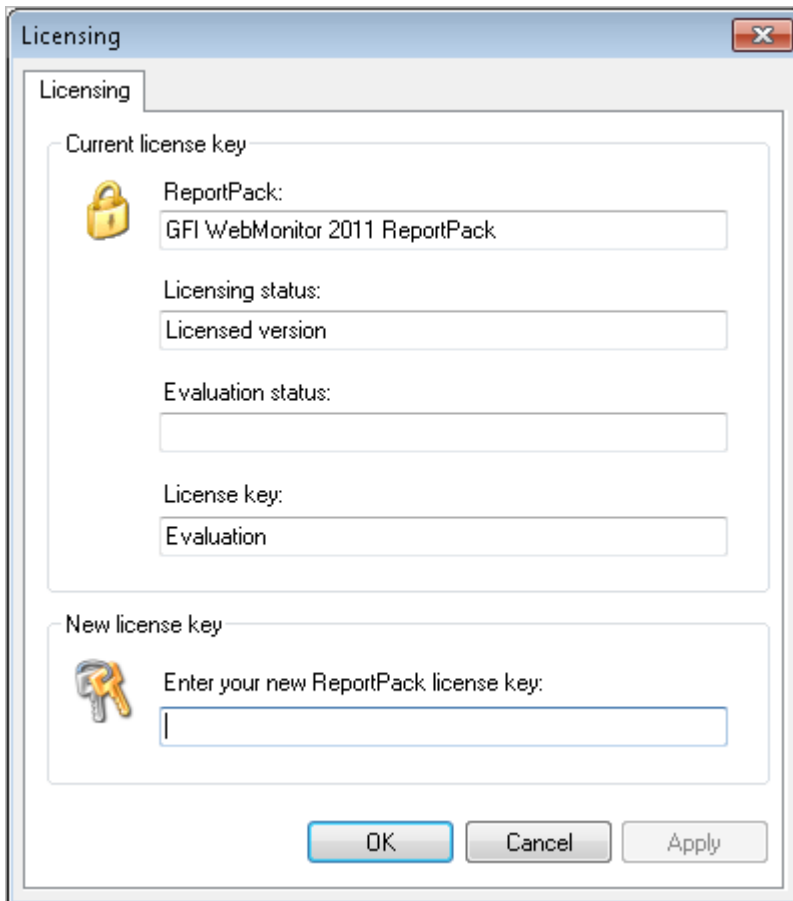 Licensing
Licensing
Current license key
ReportPack:
GFI WebMonitor 2011 ReportPack
Licensing status:
Licensed version
Evaluation status:
License key:
Evaluation
New license key
Enter your new ReportPack license key:
OK Cancel Apply